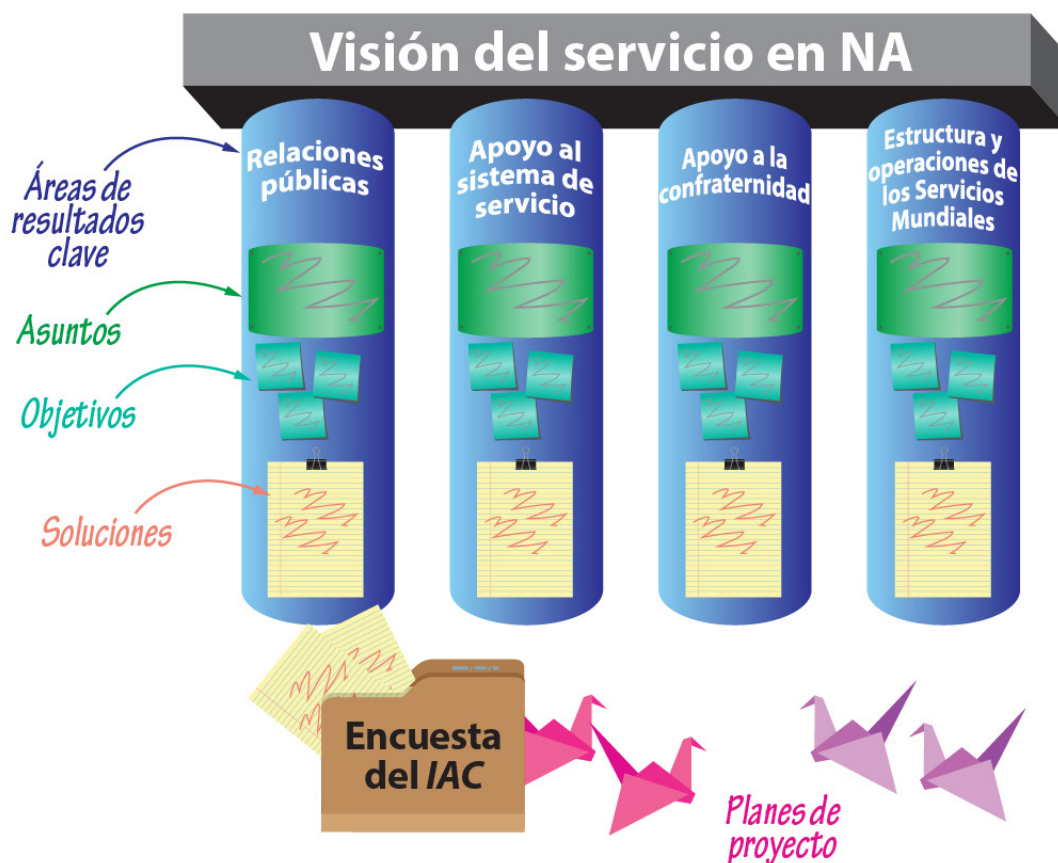 Visión del servicio en NA
Relaciones
públicas
Apoyo al
sistema de
servicio
Apoyo a la
confraternidad
Estructura y
operaciones de
los Servicios
Mundiales
Áreas de
resultados
clave
Asuntos
Objetivos
Soluciones
Encuesta
del IAC
Planes de
proyecto